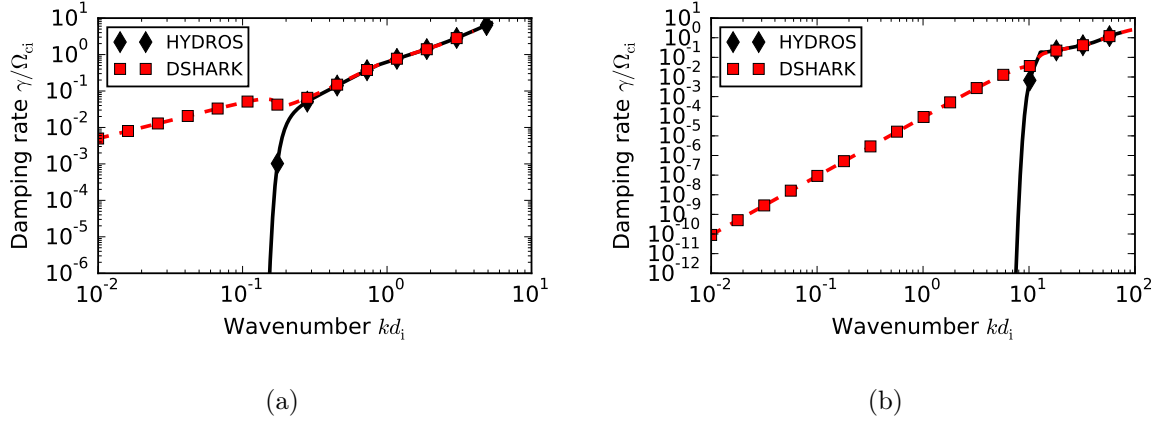 Damping rate γ/Ω_ci
10^1
10^0
10^-1
10^-2
10^-3
10^-4
10^-5
10^-6
HYDROS
DSHARK
10^-2 10^-1 10^0 10^1
Wavenumber kd_i
(a)
Damping rate γ/Ω_ci
10^1
10^0
10^-1
10^-2
10^-3
10^-4
10^-5
10^-6
10^-7
10^-8
10^-9
10^-10
10^-11
10^-12
10^-13
HYDROS
DSHARK
10^-2 10^-1 10^0 10^1 10^2
Wavenumber kd_i
(b)